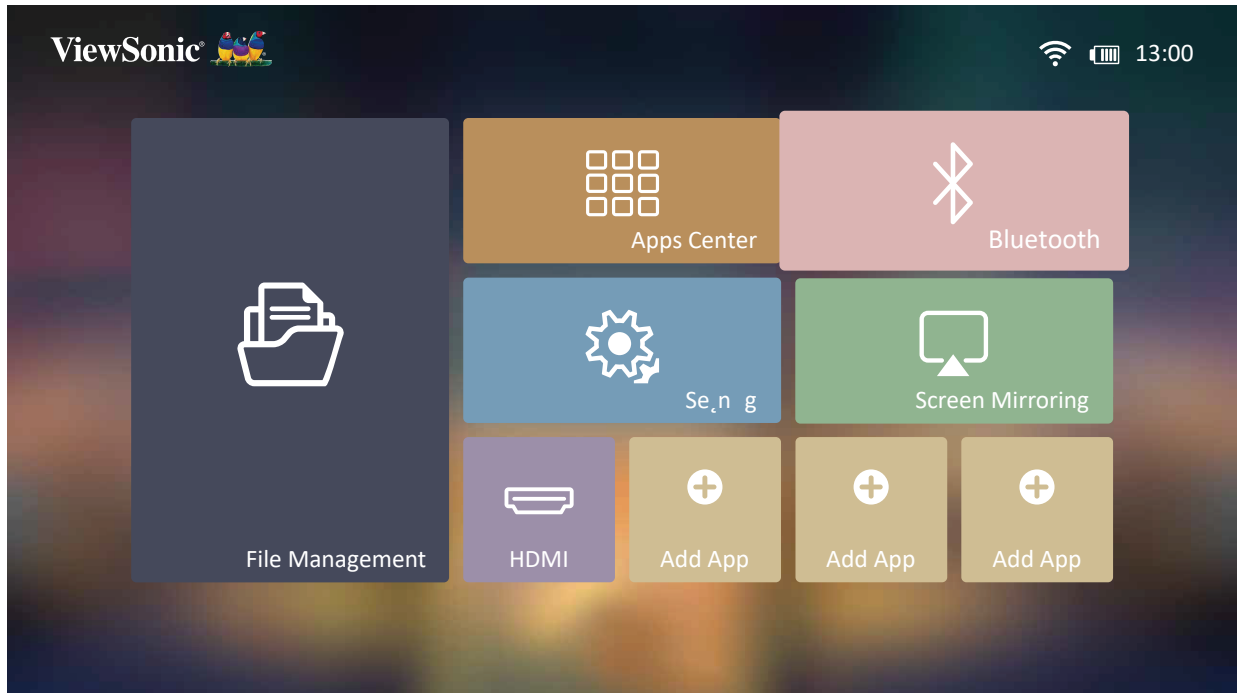 ViewSonic®
13:00
Apps Center
Bluetooth
Screen Mirroring
File Management
HDMI
Add App
Add App
Add App